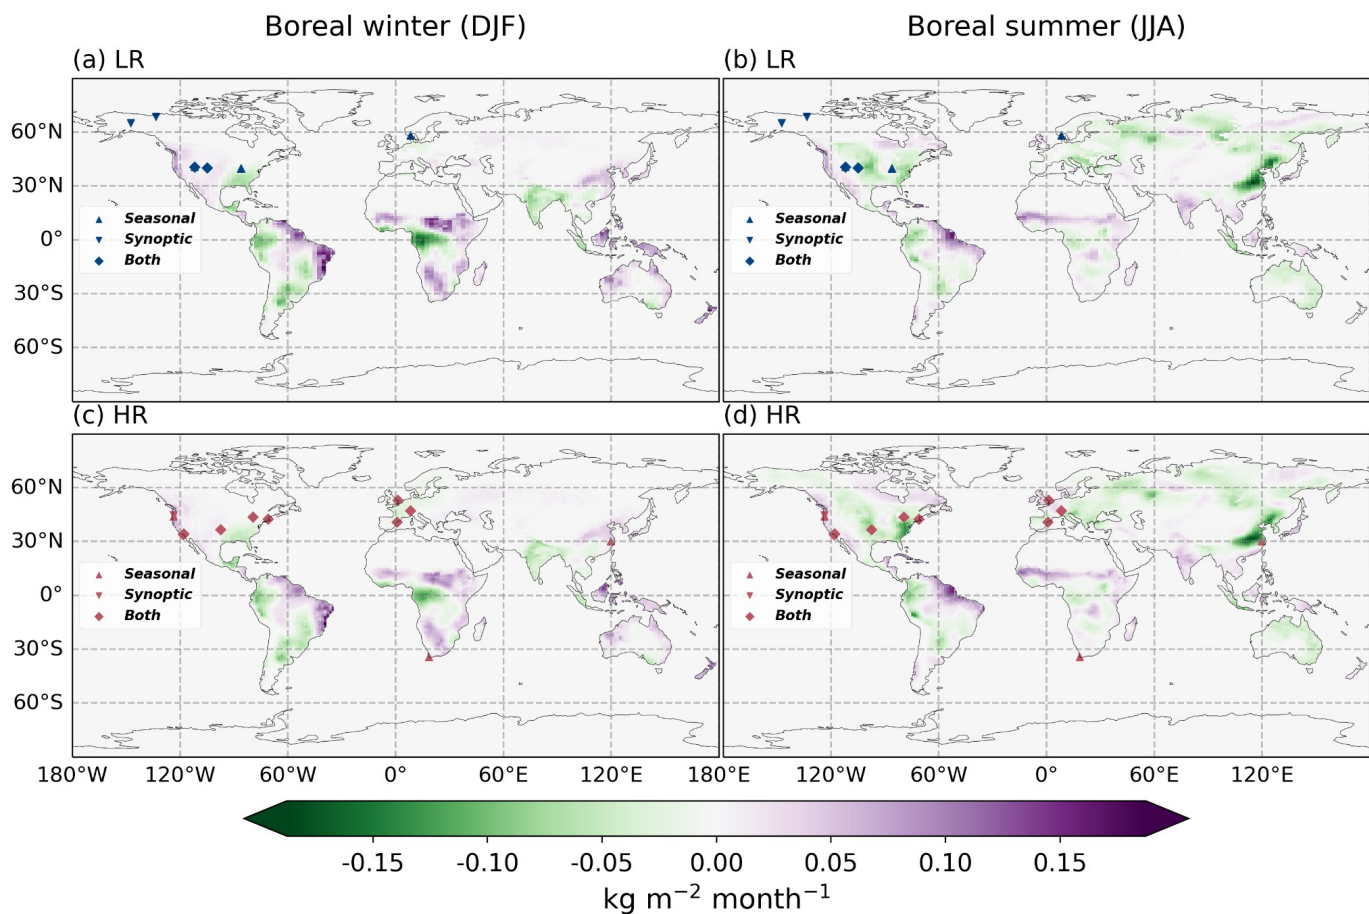 Boreal winter (DJF)
Boreal summer (JJA)
(a) LR
(b) LR
60°N
30°N
0°
30°S
60°S
Seasonal
Synoptic
Both
Seasonal
Synoptic
Both
(c) HR
(d) HR
60°N
30°N
0°
30°S
60°S
Seasonal
Synoptic
Both
Seasonal
Synoptic
Both
180°W 120°W 60°W 0° 60°E 120°E 180°E 120°W 60°W 0° 60°E 120°E
-0.15 -0.10 -0.05 0.00 0.05 0.10 0.15
kg m⁻² month⁻¹